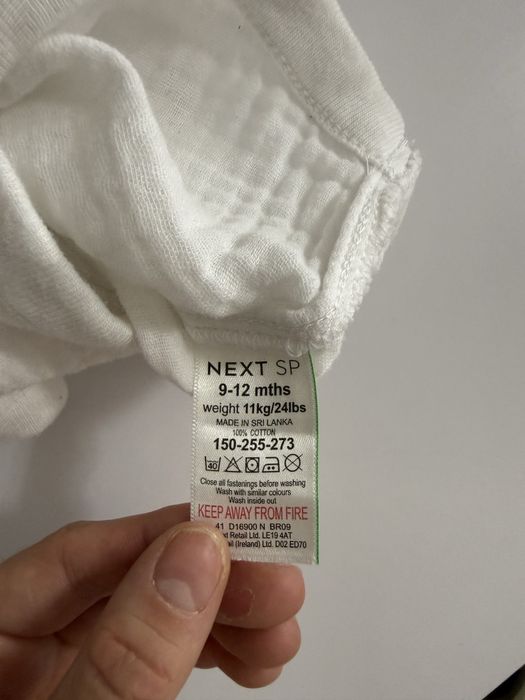 NEXT SP
9-12 mths
weight 11kg/24lbs
MADE IN SRI LANKA
100% COTTON
150-255-273
40
Close all fastenings before washing
Wash with similar colours
Wash inside out
KEEP AWAY FROM FIRE
41 D16900 N BR09
Retail Ltd. LE19 4AT
(Ireland) Ltd. D02 ED70